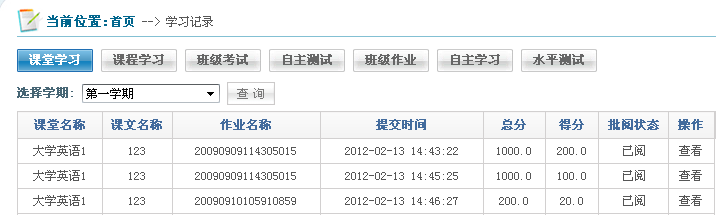 当前位置:首页 --> 学习记录
课堂学习 课程学习 班级考试 自主测试 班级作业 自主学习 水平测试
选择学期: 第一学期 查 询
课堂名称 课文名称 作业名称 提交时间 总分 得分 批阅状态 操作
大学英语1 123 20090909114305015 2012-02-13 14:43:22 1000.0 200.0 已阅 查看
大学英语1 123 20090909114305015 2012-02-13 14:45:25 1000.0 100.0 已阅 查看
大学英语1 123 20090910105910859 2012-02-13 14:46:27 200.0 20.0 已阅 查看